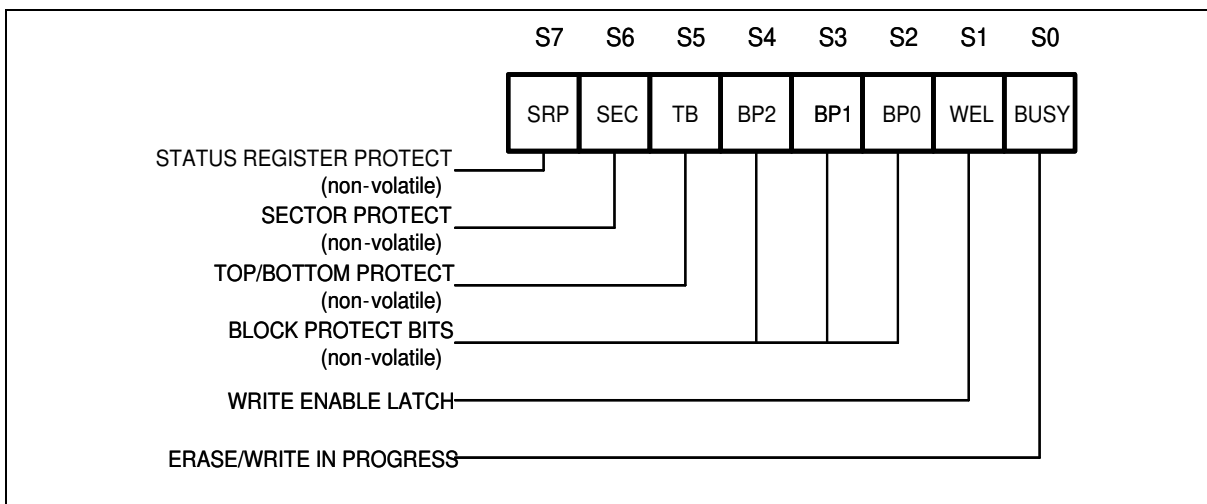 S7 S6 S5 S4 S3 S2 S1 S0
SRP SEC TB BP2 BP1 BP0 WEL BUSY
STATUS REGISTER PROTECT
(non-volatile)
SECTOR PROTECT
(non-volatile)
TOP/BOTTOM PROTECT
(non-volatile)
BLOCK PROTECT BITS
(non-volatile)
WRITE ENABLE LATCH
ERASE/WRITE IN PROGRESS